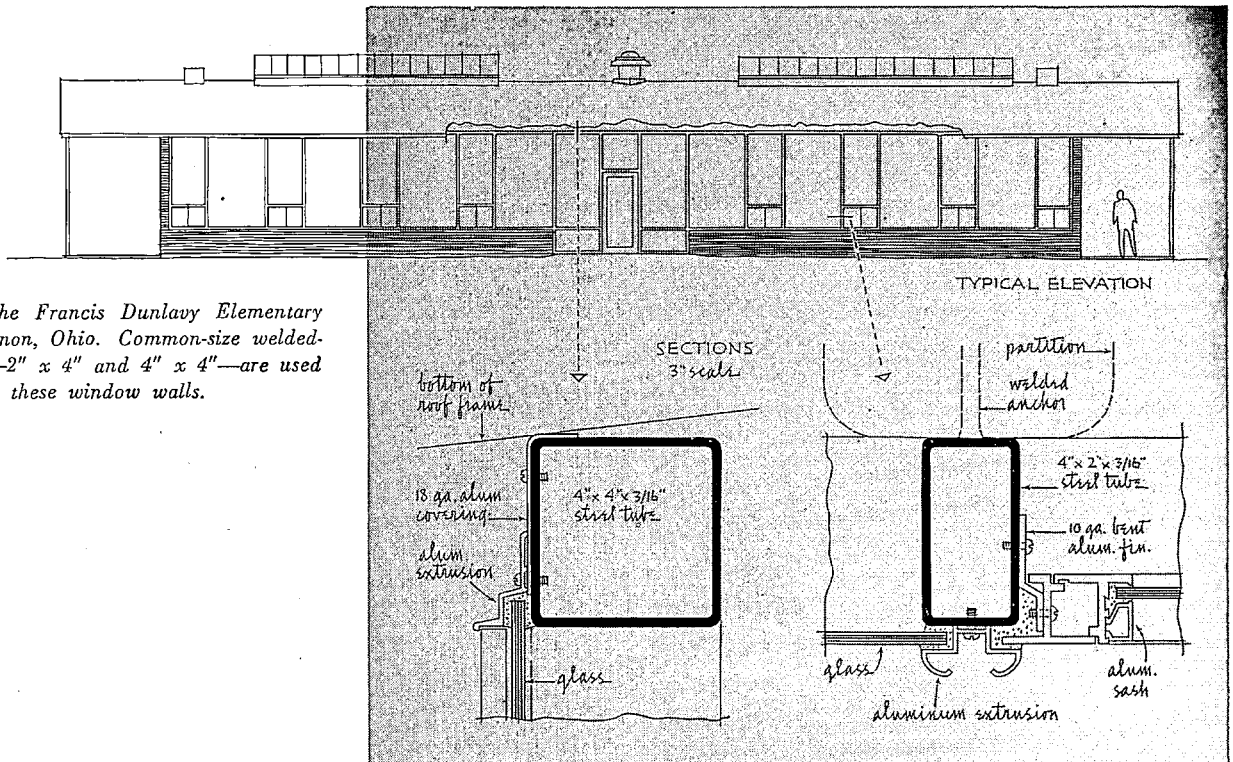 he Francis Dunlavy Elementary
non, Ohio. Common-size welded-
-2" x 4" and 4" x 4"—are used
these window walls.
TYPICAL ELEVATION
SECTIONS
3" scale
bottom of
roof frame
18 ga. alum
covering
alum.
extrusion
4" x 4" x 3/16"
steel tube
glass
partition
welded
anchor
4" x 2" x 3/16"
steel tube
10 ga. bent
alum. fin.
glass
aluminum extrusion
alum.
sash